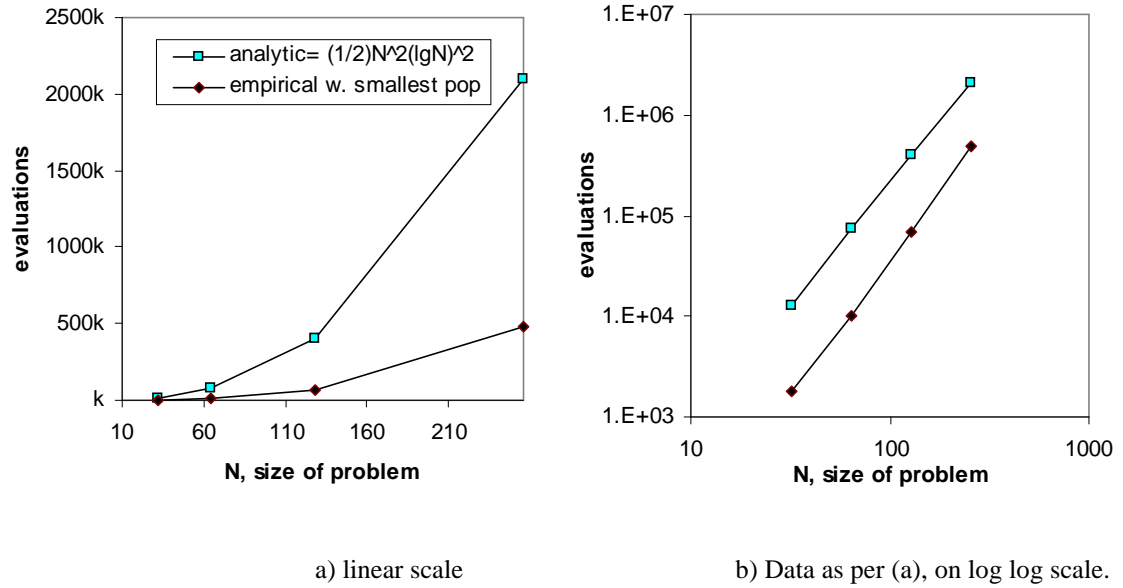 2500k
2000k
1500k
1000k
500k
k
evaluations
analytic= (1/2)N^2(lgN)^2
empirical w. smallest pop
10 60 110 160 210
N, size of problem
1.E+07
1.E+06
1.E+05
1.E+04
1.E+03
evaluations
10 100 1000
N, size of problem
a) linear scale
b) Data as per (a), on log log scale.